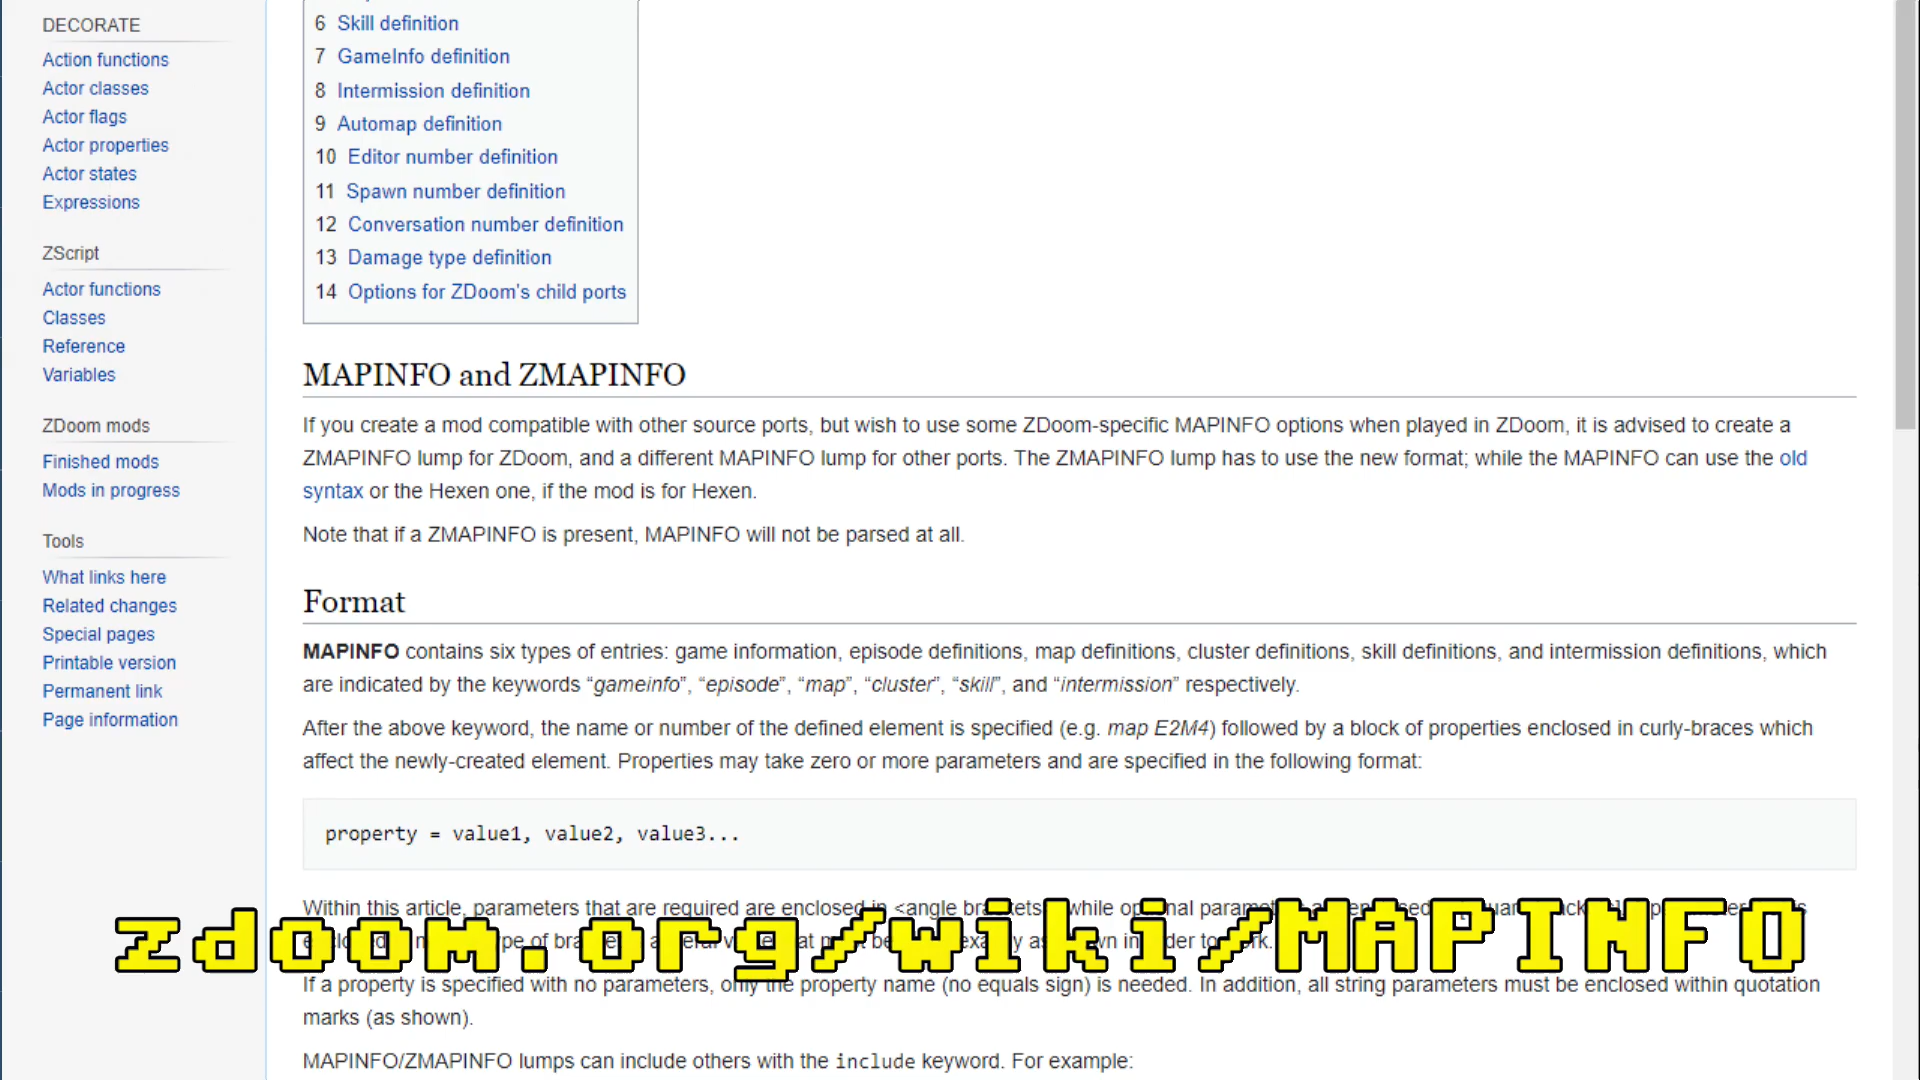 DECORATE
Action functions
Actor classes
Actor flags
Actor properties
Actor states
Expressions
ZScript
Actor functions
Classes
Reference
Variables
ZDoom mods
Finished mods
Mods in progress
Tools
What links here
Related changes
Special pages
Printable version
Permanent link
Page information
6 Skill definition
7 GameInfo definition
8 Intermission definition
9 Automap definition
10 Editor number definition
11 Spawn number definition
12 Conversation number definition
13 Damage type definition
14 Options for ZDoom's child ports
MAPINFO and ZMAPINFO
If you create a mod compatible with other source ports, but wish to use some ZDoom-specific MAPINFO options when played in ZDoom, it is advised to create a
ZMAPINFO lump for ZDoom, and a different MAPINFO lump for other ports. The ZMAPINFO lump has to use the new format; while the MAPINFO can use the old
syntax or the Hexen one, if the mod is for Hexen.
Note that if a ZMAPINFO is present, MAPINFO will not be parsed at all.
Format
MAPINFO contains six types of entries: game information, episode definitions, map definitions, cluster definitions, skill definitions, and intermission definitions, which
are indicated by the keywords “gameinfo”, “episode”, “map”, “cluster”, “skill”, and “intermission” respectively.
After the above keyword, the name or number of the defined element is specified (e.g. map E2M4) followed by a block of properties enclosed in curly-braces which
affect the newly-created element. Properties may take zero or more parameters and are specified in the following format:
property = value1, value2, value3...
Within this article, parameters that are required are enclosed in <angle brackets> while optional
zdoom.org/wiki/MAPINFO
If a property is specified with no parameters, only the property name (no equals sign) is needed. In addition, all string parameters must be enclosed within quotation
marks (as shown).
MAPINFO/ZMAPINFO lumps can include others with the include keyword. For example: